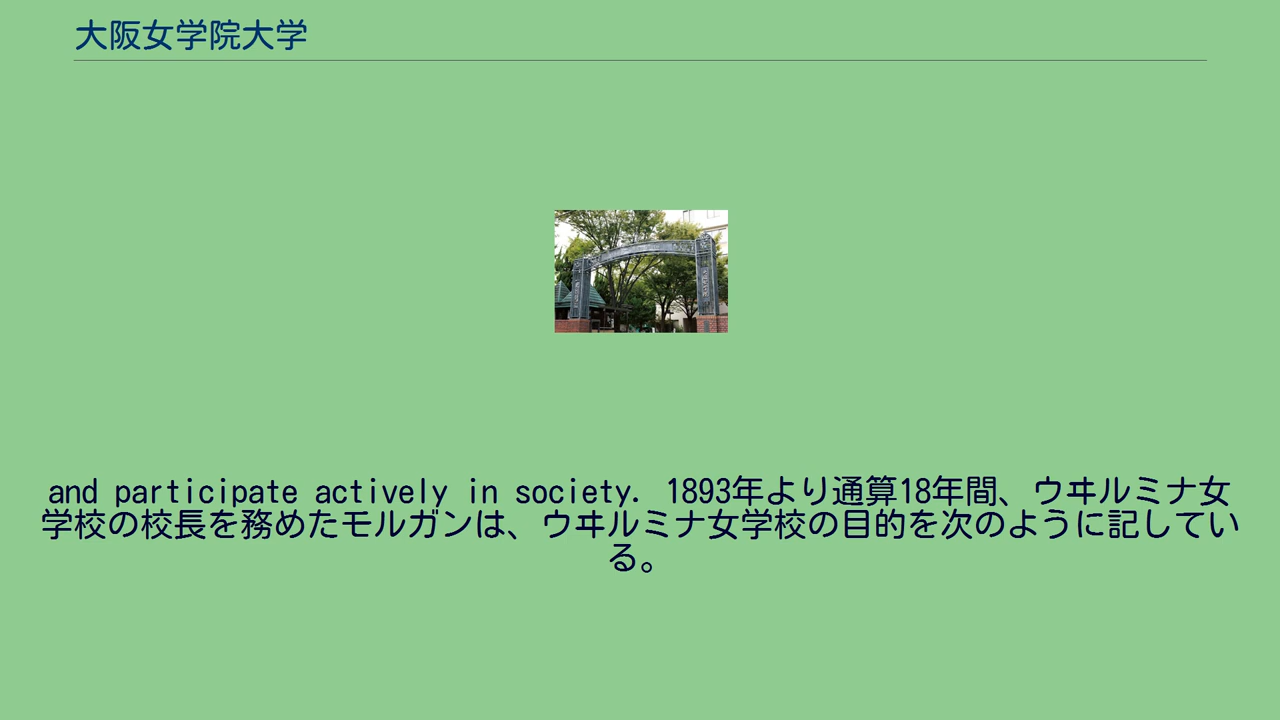 大阪女学院大学
and participate actively in society. 1893年より通算18年間、ウヰルミナ女
学校の校長を務めたモルガンは、ウヰルミナ女学校の目的を次のように記してい
る。